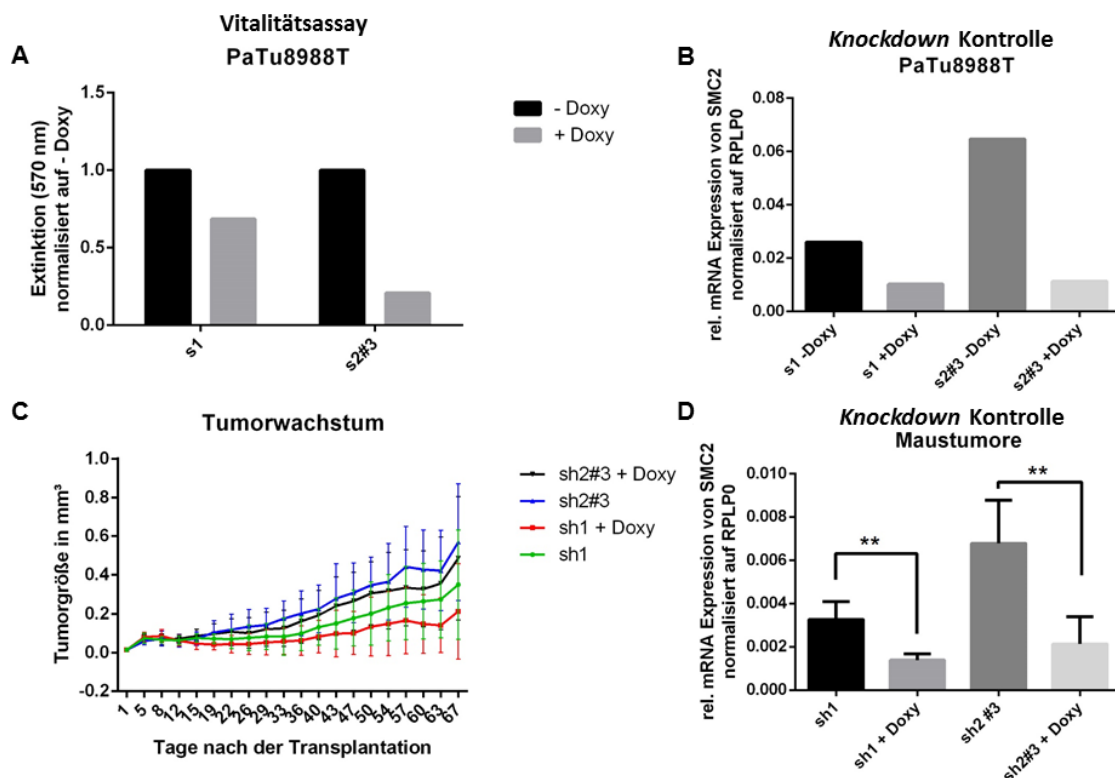 A
Vitalitätsassay
PaTu8988T
Extinktion (570 nm)
normalisiert auf - Doxy
1.5
1.0
0.5
0.0
s1
s2#3
- Doxy
+ Doxy
B
Knockdown Kontrolle
PaTu8988T
rel. mRNA Expression von SMC2
normalisiert auf RPLP0
0.08
0.06
0.04
0.02
0.00
s1 -Doxy
s1 +Doxy
s2#3 -Doxy
s2#3 +Doxy
C
Tumorwachstum
Tumorgröße in mm³
1.0
0.8
0.6
0.4
0.2
0.0
-0.2
1
5
8
12
15
19
22
26
29
33
36
40
43
47
50
54
57
60
63
67
Tage nach der Transplantation
sh2#3 + Doxy
sh2#3
sh1 + Doxy
sh1
D
Knockdown Kontrolle
Maustumore
rel. mRNA Expression von SMC2
normalisiert auf RPLP0
0.010
0.008
0.006
0.004
0.002
0.000
**
**
sh1
sh1 + Doxy
sh2 #3
sh2#3 + Doxy